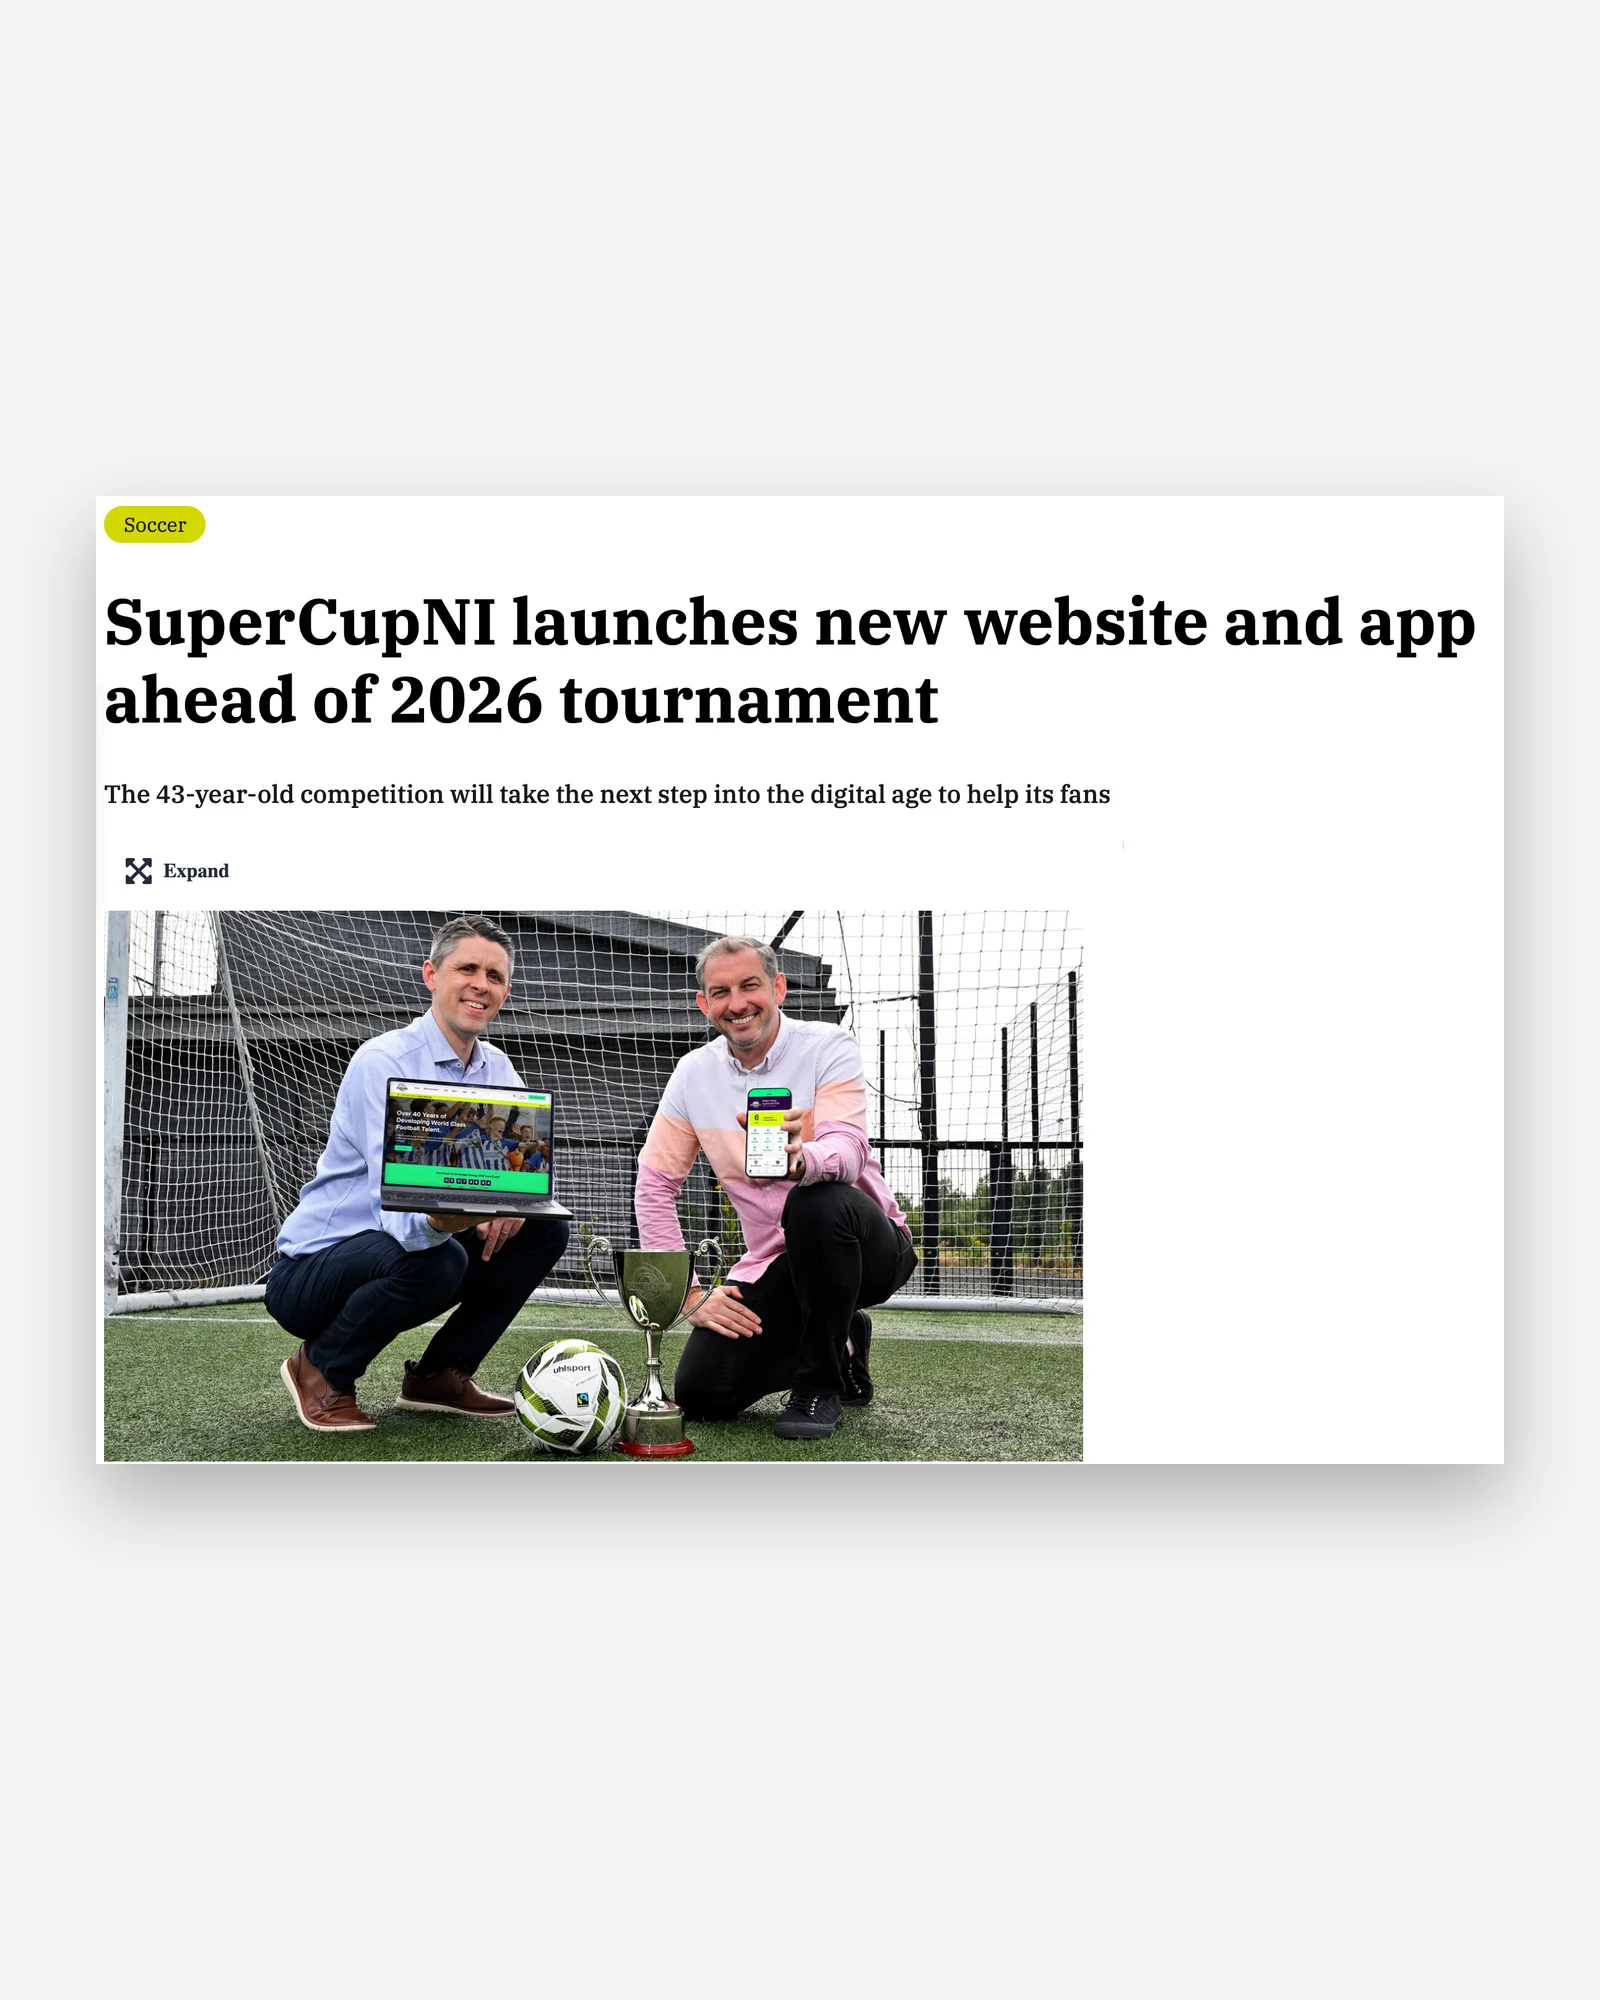 Soccer
SuperCupNI launches new website and app
ahead of 2026 tournament
The 43-year-old competition will take the next step into the digital age to help its fans
Expand
Over 40 Years of
Developing World Class
Football Talent.
6
uhlsport